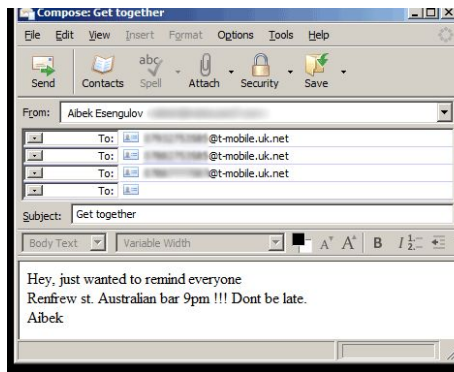 Compose: Get together
File Edit View Insert Format Options Tools Help
abc
Send Contacts Spell Attach Security Save
From: Aibek Esengulov
To: @t-mobile.uk.net
To: @t-mobile.uk.net
To: @t-mobile.uk.net
To:
Subject: Get together
Body Text Variable Width A A B I
Hey, just wanted to remind everyone
Renfrew st. Australian bar 9pm !!! Dont be late.
Aibek